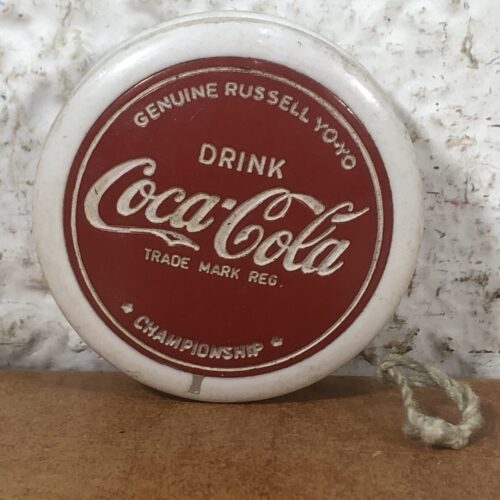 GENUINE RUSSELL YO-YO
DRINK
Coca-Cola
TRADE MARK REG.
CHAMPIONSHIP